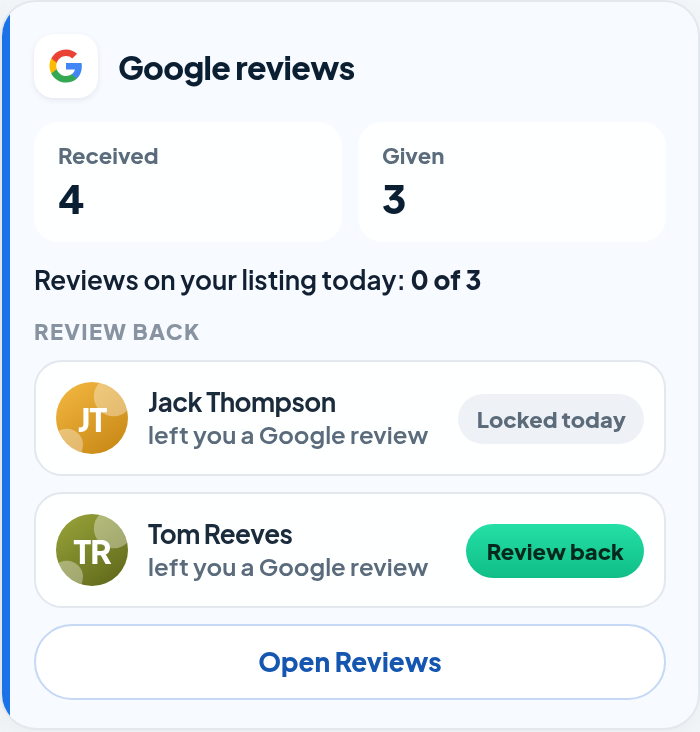 Google reviews
Received
4
Given
3
Reviews on your listing today: 0 of 3
REVIEW BACK
JT
Jack Thompson
left you a Google review
Locked today
TR
Tom Reeves
left you a Google review
Review back
Open Reviews